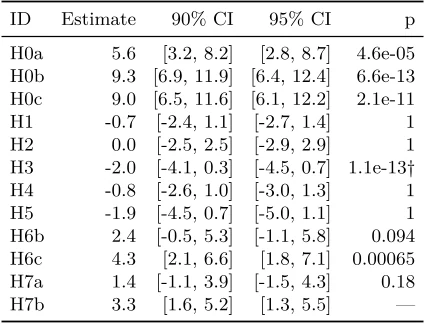 ID Estimate 90% CI 95% CI p
H0a 5.6 [3.2, 8.2] [2.8, 8.7] 4.6e-05
H0b 9.3 [6.9, 11.9] [6.4, 12.4] 6.6e-13
H0c 9.0 [6.5, 11.6] [6.1, 12.2] 2.1e-11
H1 -0.7 [-2.4, 1.1] [-2.7, 1.4] 1
H2 0.0 [-2.5, 2.5] [-2.9, 2.9] 1
H3 -2.0 [-4.1, 0.3] [-4.5, 0.7] 1.1e-13†
H4 -0.8 [-2.6, 1.0] [-3.0, 1.3] 1
H5 -1.9 [-4.5, 0.7] [-5.0, 1.1] 1
H6b 2.4 [-0.5, 5.3] [-1.1, 5.8] 0.094
H6c 4.3 [2.1, 6.6] [1.8, 7.1] 0.00065
H7a 1.4 [-1.1, 3.9] [-1.5, 4.3] 0.18
H7b 3.3 [1.6, 5.2] [1.3, 5.5] —